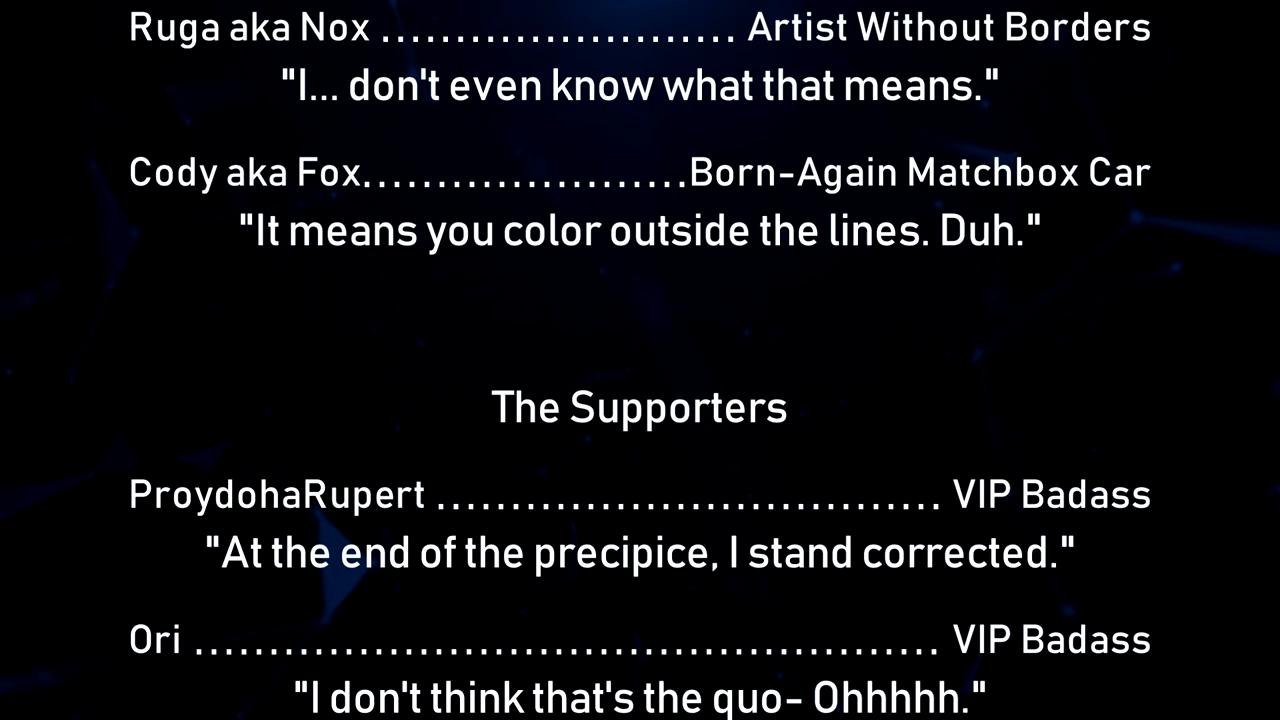 Ruga aka Nox ........................ Artist Without Borders
"I... don't even know what that means."
Cody aka Fox......................Born-Again Matchbox Car
"It means you color outside the lines. Duh."
The Supporters
ProydohaRupert .................................. VIP Badass
"At the end of the precipice, I stand corrected."
Ori .................................................. VIP Badass
"I don't think that's the quo- Ohhhhh."